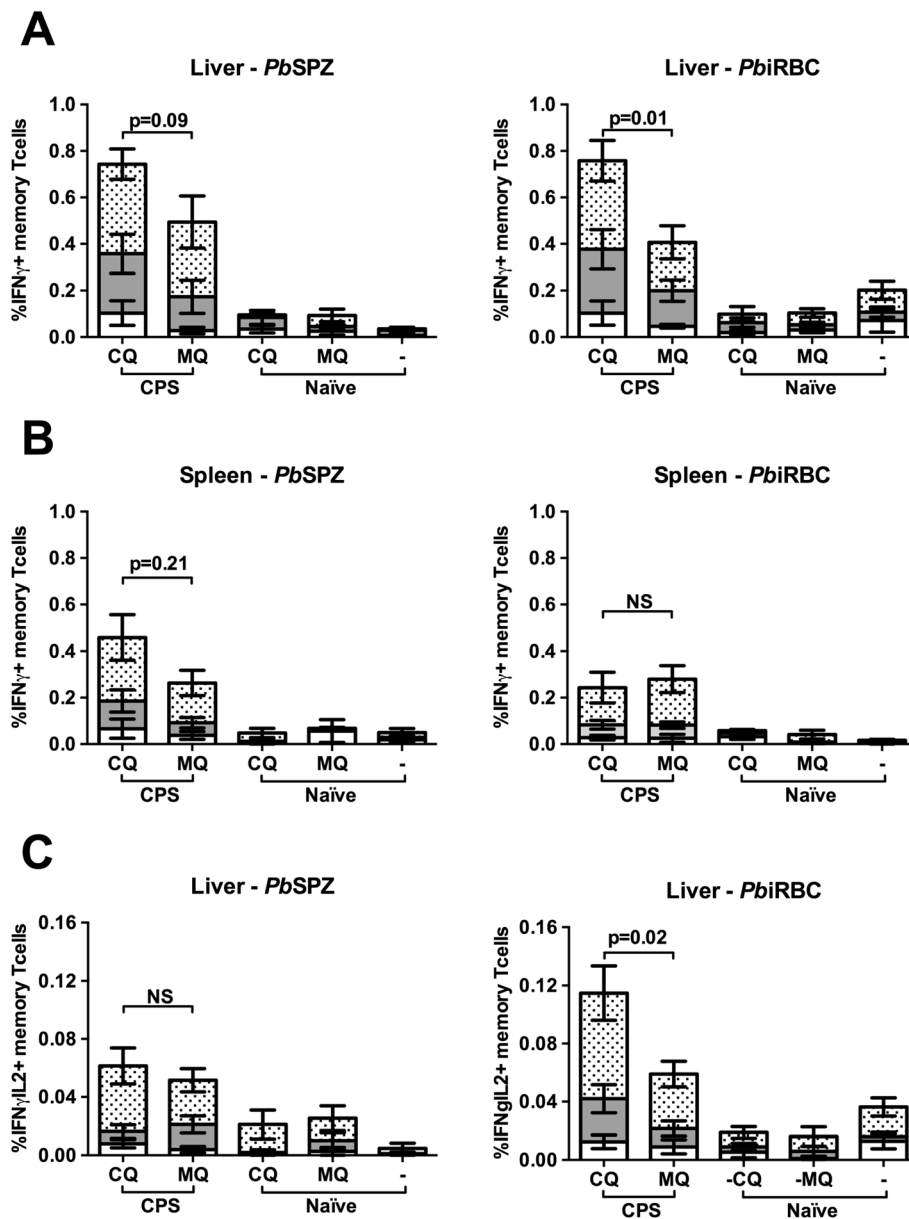 A
Liver - PbSPZ
Liver - PbiRBC
%IFNγ+ memory Tcells
1.0
0.8
0.6
0.4
0.2
0.0
p=0.09
CQ MQ CQ MQ -
CPS Naïve
%IFNγ+ memory Tcells
1.0
0.8
0.6
0.4
0.2
0.0
p=0.01
CQ MQ CQ MQ -
CPS Naïve
B
Spleen - PbSPZ
Spleen - PbiRBC
%IFNγ+ memory Tcells
1.0
0.8
0.6
0.4
0.2
0.0
p=0.21
CQ MQ CQ MQ -
CPS Naïve
%IFNγ+ memory Tcells
1.0
0.8
0.6
0.4
0.2
0.0
NS
CQ MQ CQ MQ -
CPS Naïve
C
Liver - PbSPZ
Liver - PbiRBC
%IFNγIL2+ memory Tcells
0.16
0.12
0.08
0.04
0.00
NS
CQ MQ CQ MQ -
CPS Naïve
%IFNgIL2+ memory Tcells
0.16
0.12
0.08
0.04
0.00
p=0.02
CQ MQ -CQ -MQ -
CPS Naïve